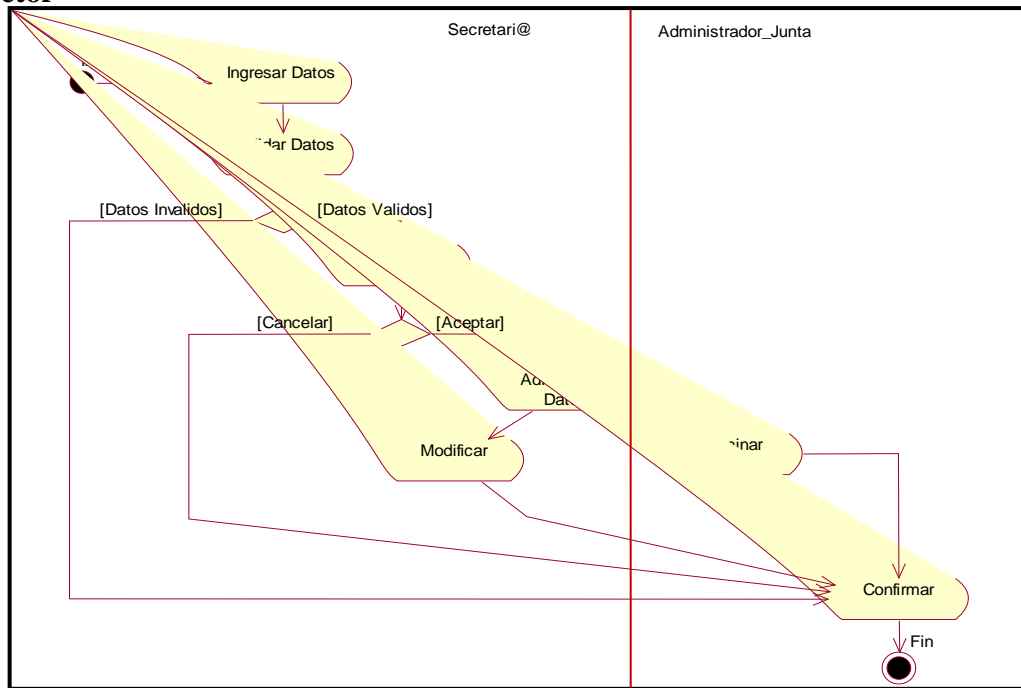 Secretari@
Administrador_Junta
Ingresar Datos
Datos
[Datos Invalidos]
[Datos Validos]
[Cancelar]
[Aceptar]
Modificar
Confirmar
Fin